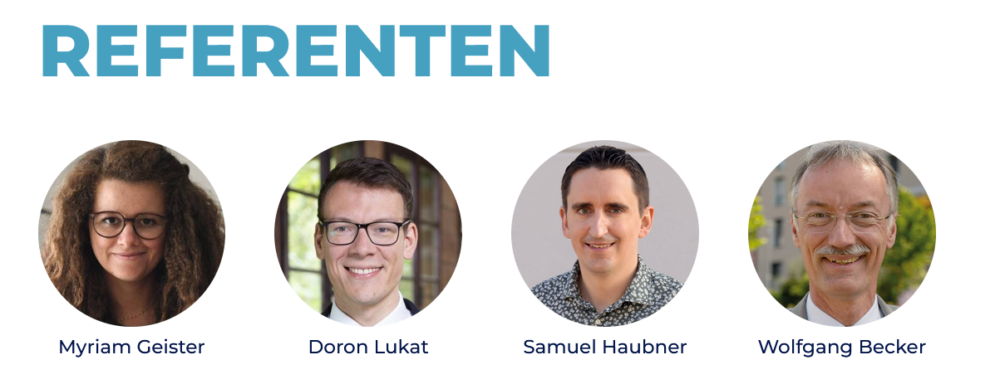 REFERENTEN
Myriam Geister
Doron Lukat
Samuel Haubner
Wolfgang Becker